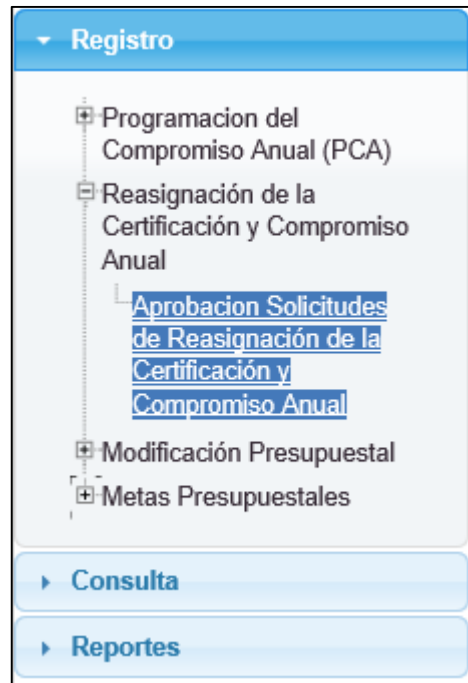 Registro
Programacion del
Compromiso Anual (PCA)
Reasignación de la
Certificación y Compromiso
Anual
Aprobacion Solicitudes
de Reasignación de la
Certificación y
Compromiso Anual
Modificación Presupuestal
Metas Presupuestales
Consulta
Reportes